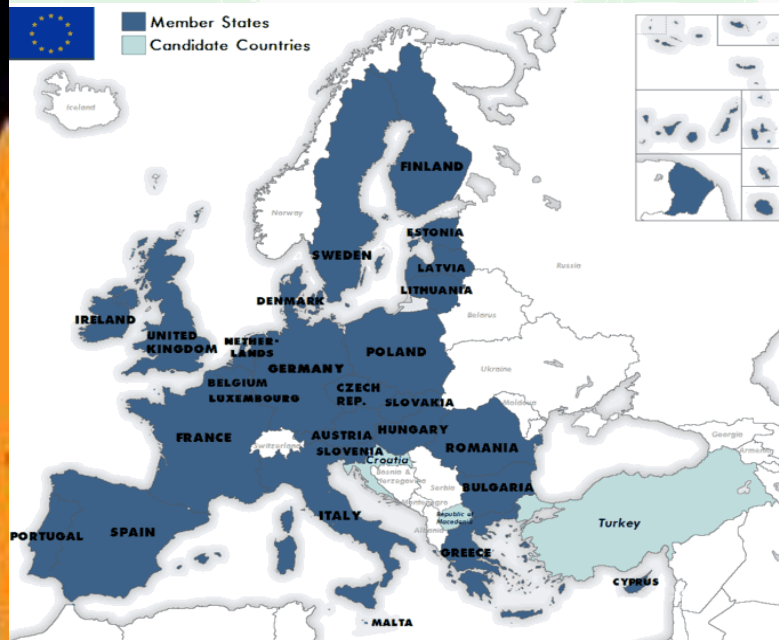 Member States
Candidate Countries
Iceland
FINLAND
Norway
ESTONIA
SWEDEN
Russia
LATVIA
LITHUANIA
DENMARK
Belarus
IRELAND
UNITED
KINGDOM
NETHER-
LANDS
POLAND
GERMANY
Ukraine
BELGIUM
CZECH
REP.
LUXEMBOURG
SLOVAKIA
Moldova
FRANCE
AUSTRIA
HUNGARY
Switzerland
SLOVENIA
ROMANIA
Croatia
Georgia
Armenia
Bosnia &
Herzegovina
Serbia
BULGARIA
Montenegro
ITALY
Republic of
Macedonia
Turkey
Albania
PORTUGAL
SPAIN
GREECE
CYPRUS
MALTA